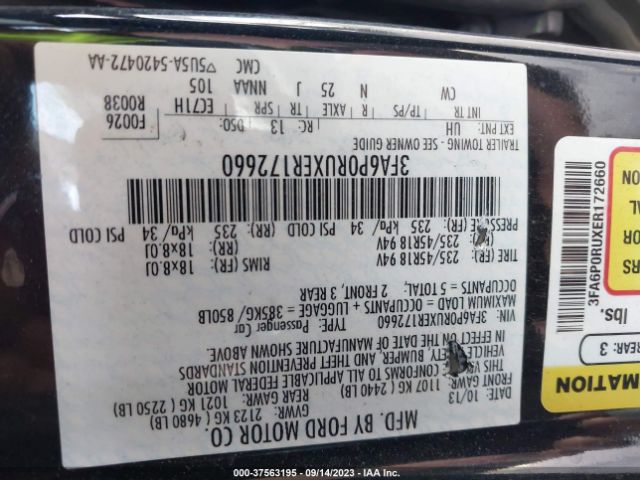 MFD. BY FORD MOTOR CO.
DATE: 10/13
GVWR: 2123 KG (4680 LB)
FRONT GAWR: 1107 KG (2440 LB)
REAR GAWR: 1021 KG (2250 LB)
THIS VEHICLE CONFORMS TO ALL APPLICABLE FEDERAL MOTOR
VEHICLE SAFETY, BUMPER, AND THEFT PREVENTION STANDARDS
IN EFFECT ON THE DATE OF MANUFACTURE SHOWN ABOVE.
VIN: 3FA6P0RUXER172660
TYPE: Passenger Car
MAXIMUM LOAD = OCCUPANTS + LUGGAGE = 385KG/ 850LB
OCCUPANTS = 5 TOTAL; 2 FRONT, 3 REAR
TIRE (FR): 235/45R18 94V
(RR): 235/45R18 94V
RIMS (FR): 18x8.0J
(RR): 18x8.0J
PRESSURE (FR): 235 kPa/ 34 PSI COLD
(RR): 235 kPa/ 34 PSI COLD
3FA6P0RUXER172660
TRAILER TOWING - SEE OWNER GUIDE
EXT PNT: UH
RC: 13
DSO:
F0026
R0038
INT TR TP/PS R AXLE TR SPR EC71H
CW N 25 J NNAA 105
CMC
5U5A-5420472-AA
3FA6P0RUXER172660
lbs.
REAR: 3
MATION
ION
AL
OR
ERS
000-37563195 - 09/14/2023 - IAA Inc.